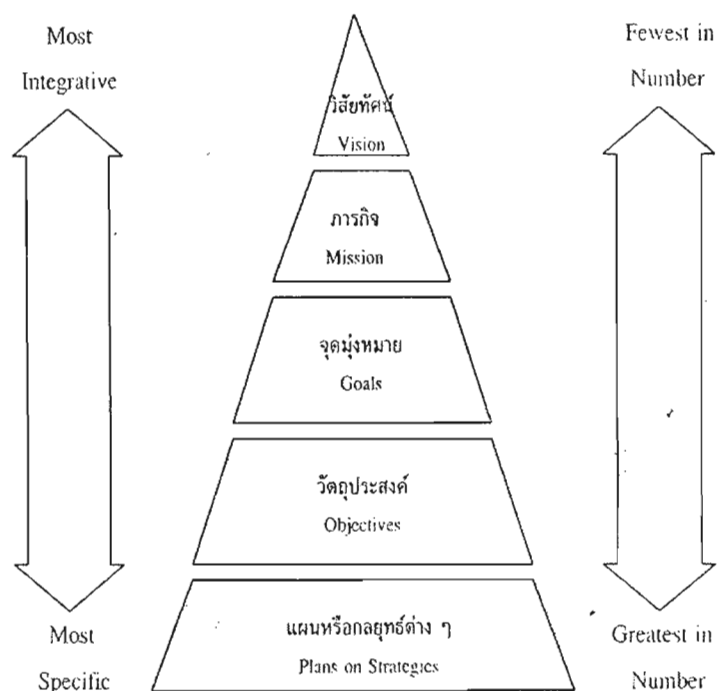 Most
Integrative
Fewest in
Number
วิสัยทัศน์
Vision
ภารกิจ
Mission
จุดมุ่งหมาย
Goals
วัตถุประสงค์
Objectives
แผนหรือกลยุทธ์ต่าง ๆ
Plans on Strategies
Most
Specific
Greatest in
Number